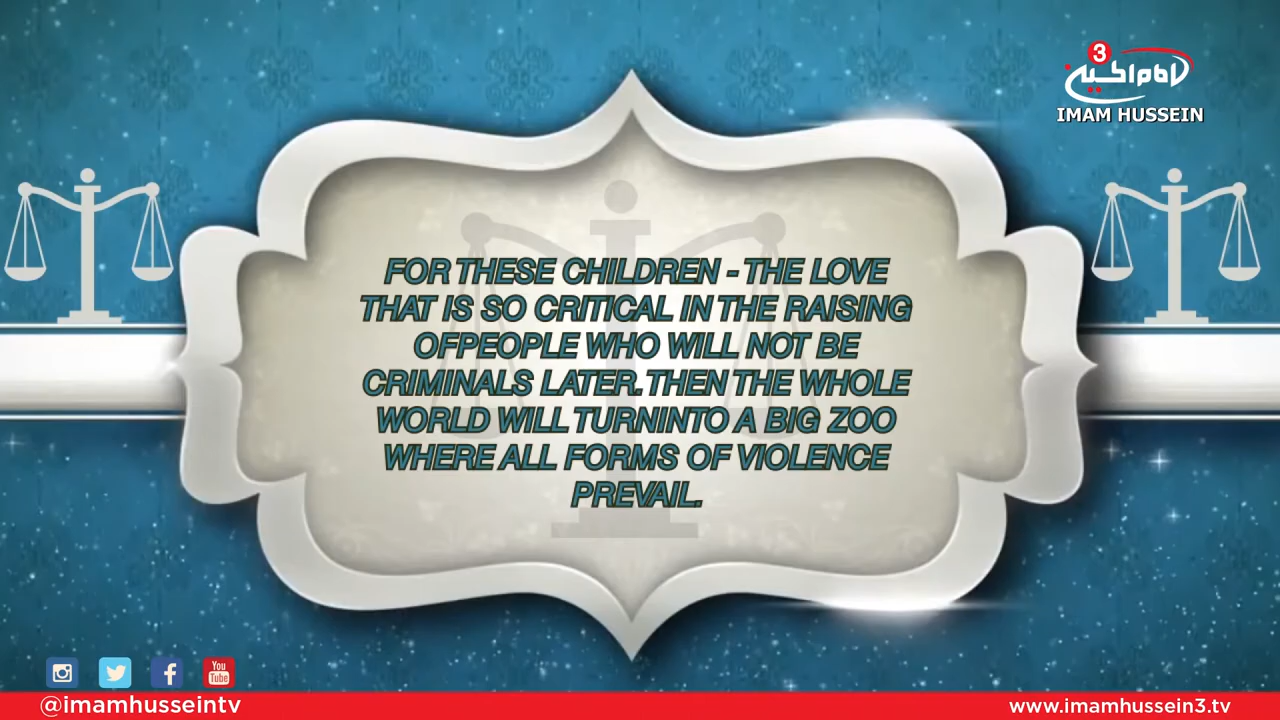 3
الإمام الحسين
IMAM HUSSEIN
FOR THESE CHILDREN - THE LOVE
THAT IS SO CRITICAL IN THE RAISING
OFPEOPLE WHO WILL NOT BE
CRIMINALS LATER. THEN THE WHOLE
WORLD WILL TURNINTO A BIG ZOO
WHERE ALL FORMS OF VIOLENCE
PREVAIL.
You
Tube
@imamhusseintv
www.imamhussein3.tv